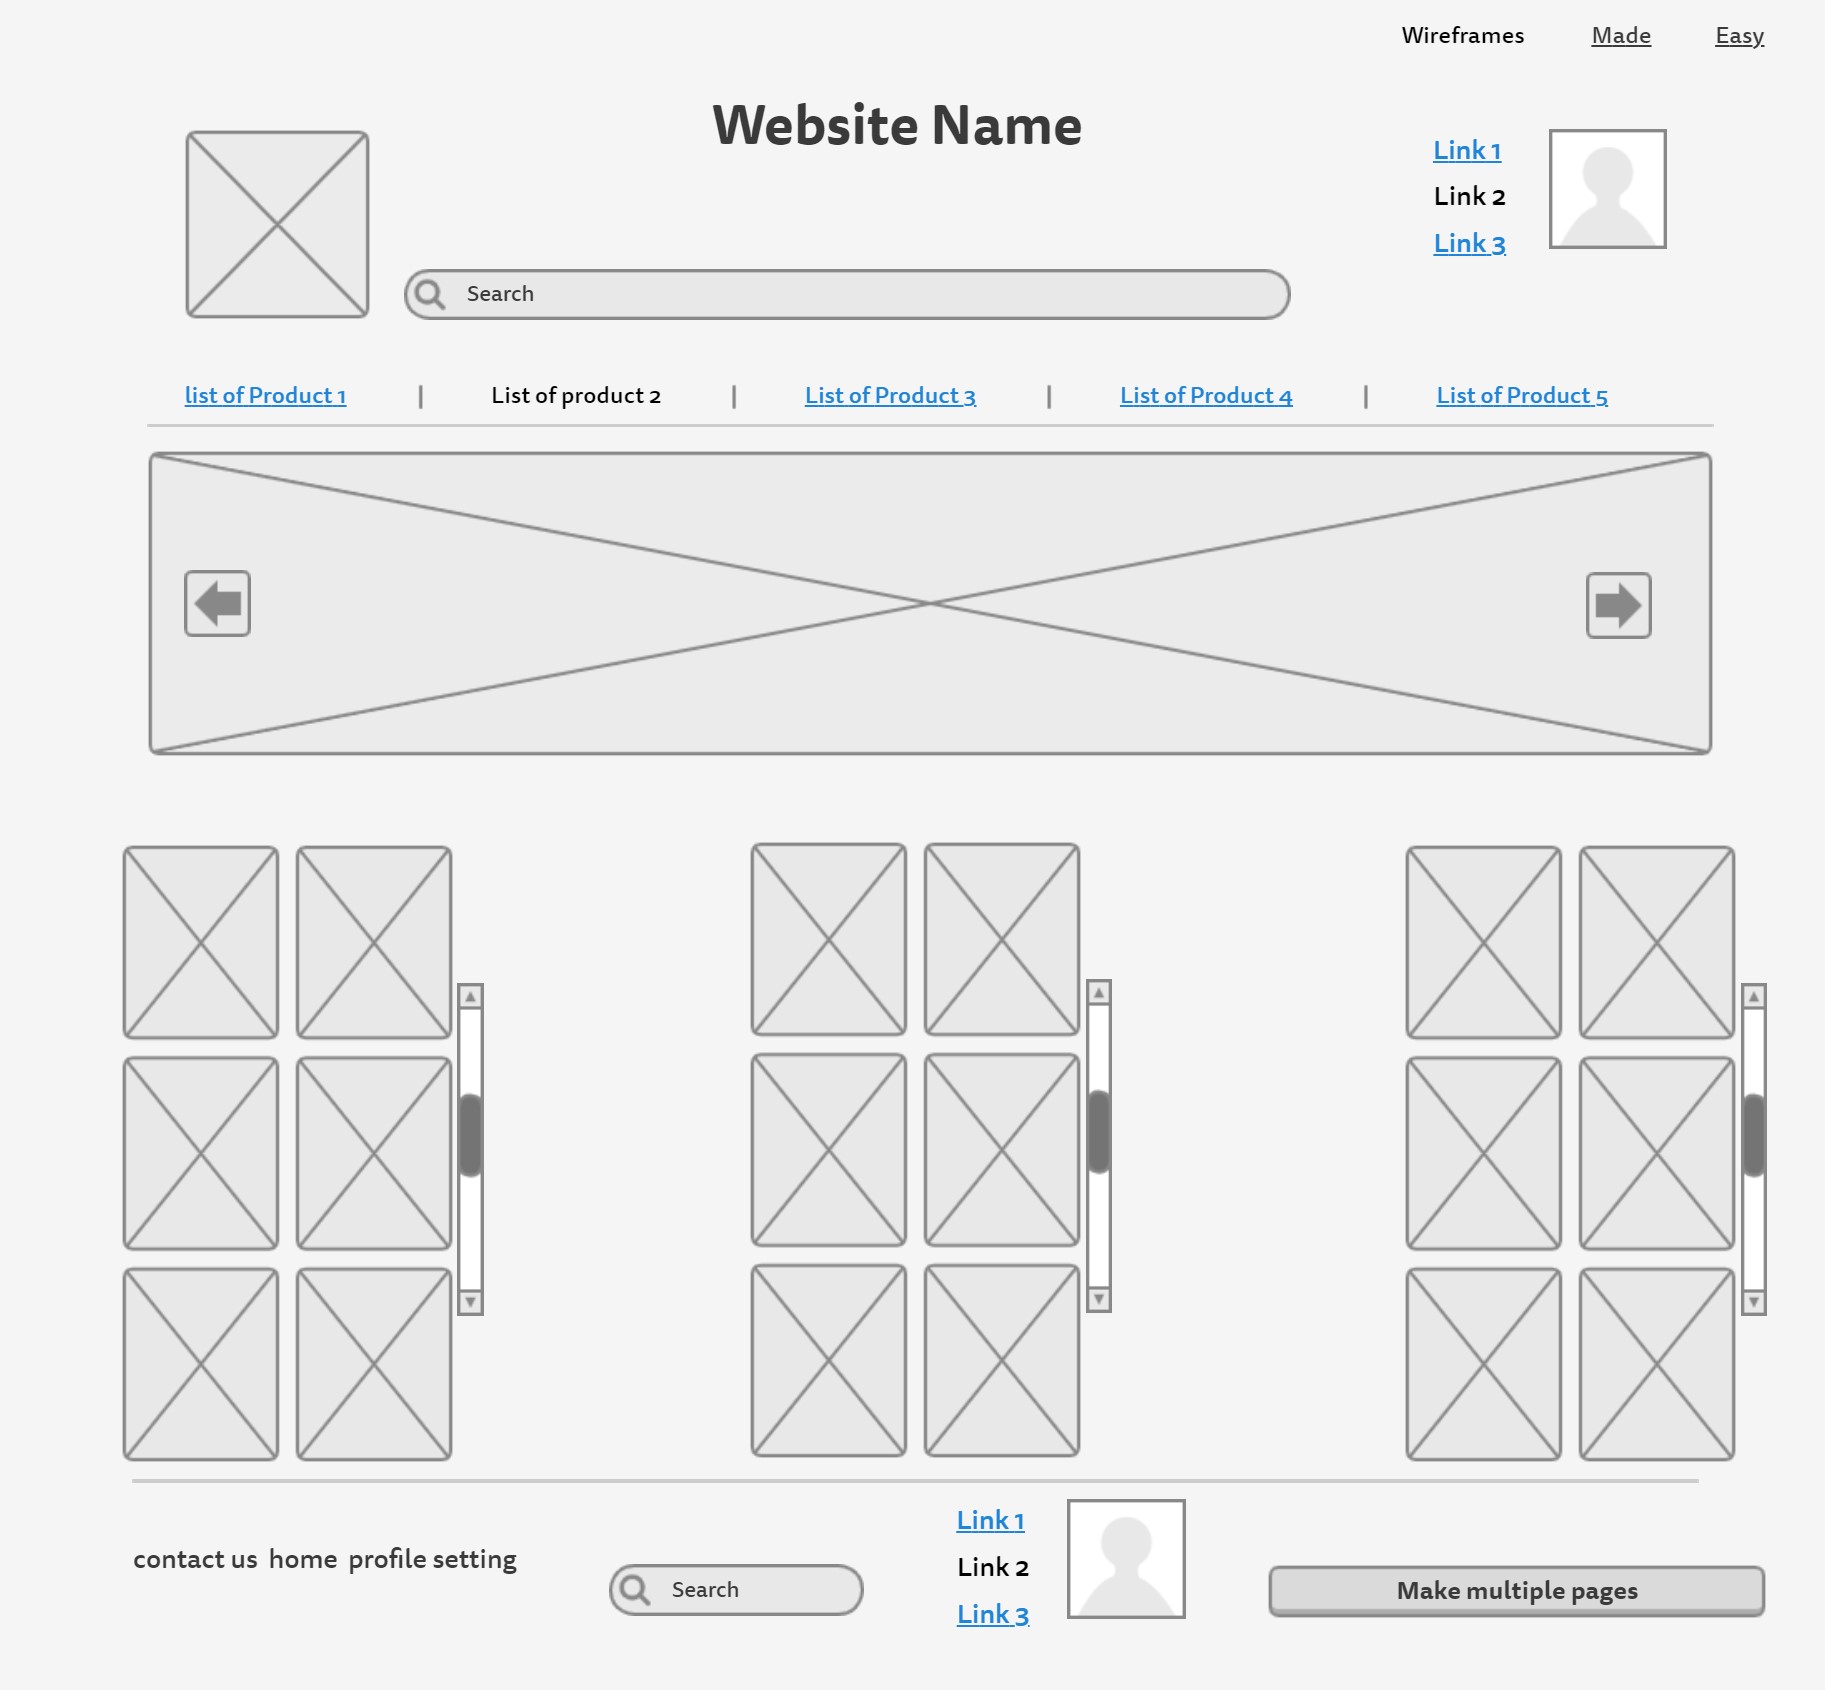 Wireframes Made Easy
Website Name
Link 1
Link 2
Link 3
Search
list of Product 1 | List of product 2 | List of Product 3 | List of Product 4 | List of Product 5
contact us home profile setting
Search
Link 1
Link 2
Link 3
Make multiple pages